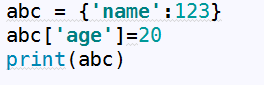 abc = {'name':123}
abc['age']=20
print(abc)